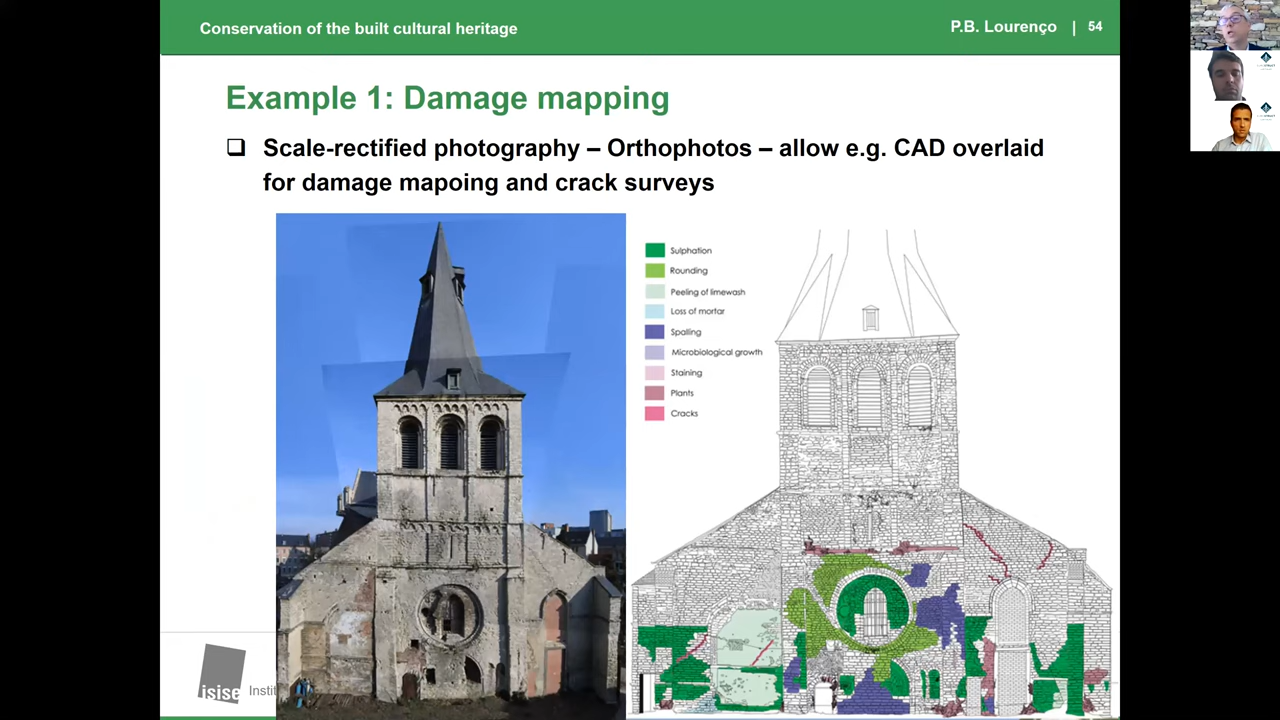 Conservation of the built cultural heritage
P.B. Lourenço | 54
Example 1: Damage mapping
Scale-rectified photography – Orthophotos – allow e.g. CAD overlaid
for damage mapoing and crack surveys
Sulphation
Rounding
Peeling of limewash
Loss of mortar
Spalling
Microbiological growth
Staining
Plants
Cracks
isise Insti